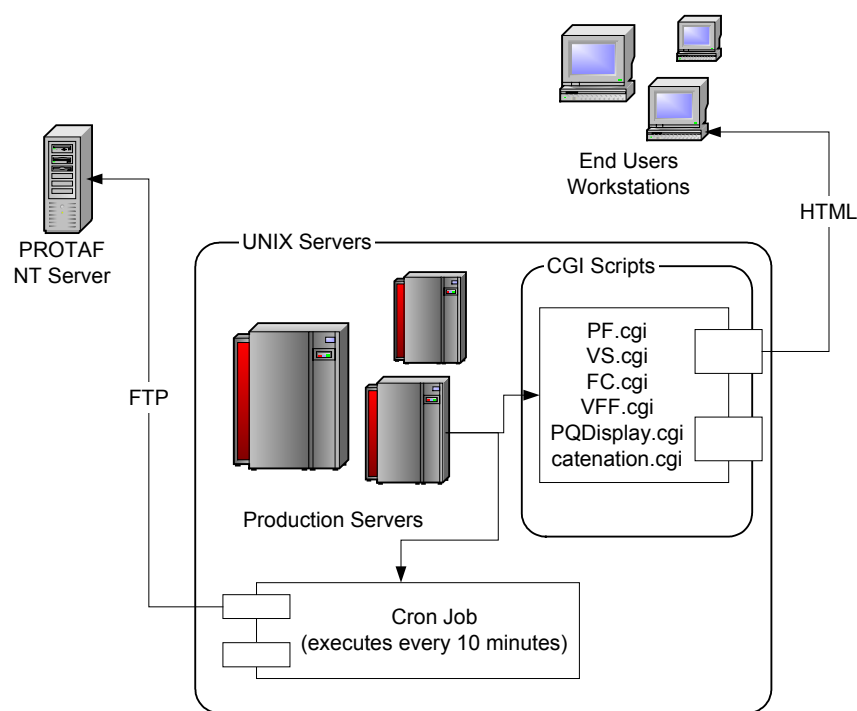 End Users
Workstations
HTML
PROTAF
NT Server
UNIX Servers
CGI Scripts
PF.cgi
VS.cgi
FC.cgi
VFF.cgi
PQDisplay.cgi
catenation.cgi
FTP
Production Servers
Cron Job
(executes every 10 minutes)